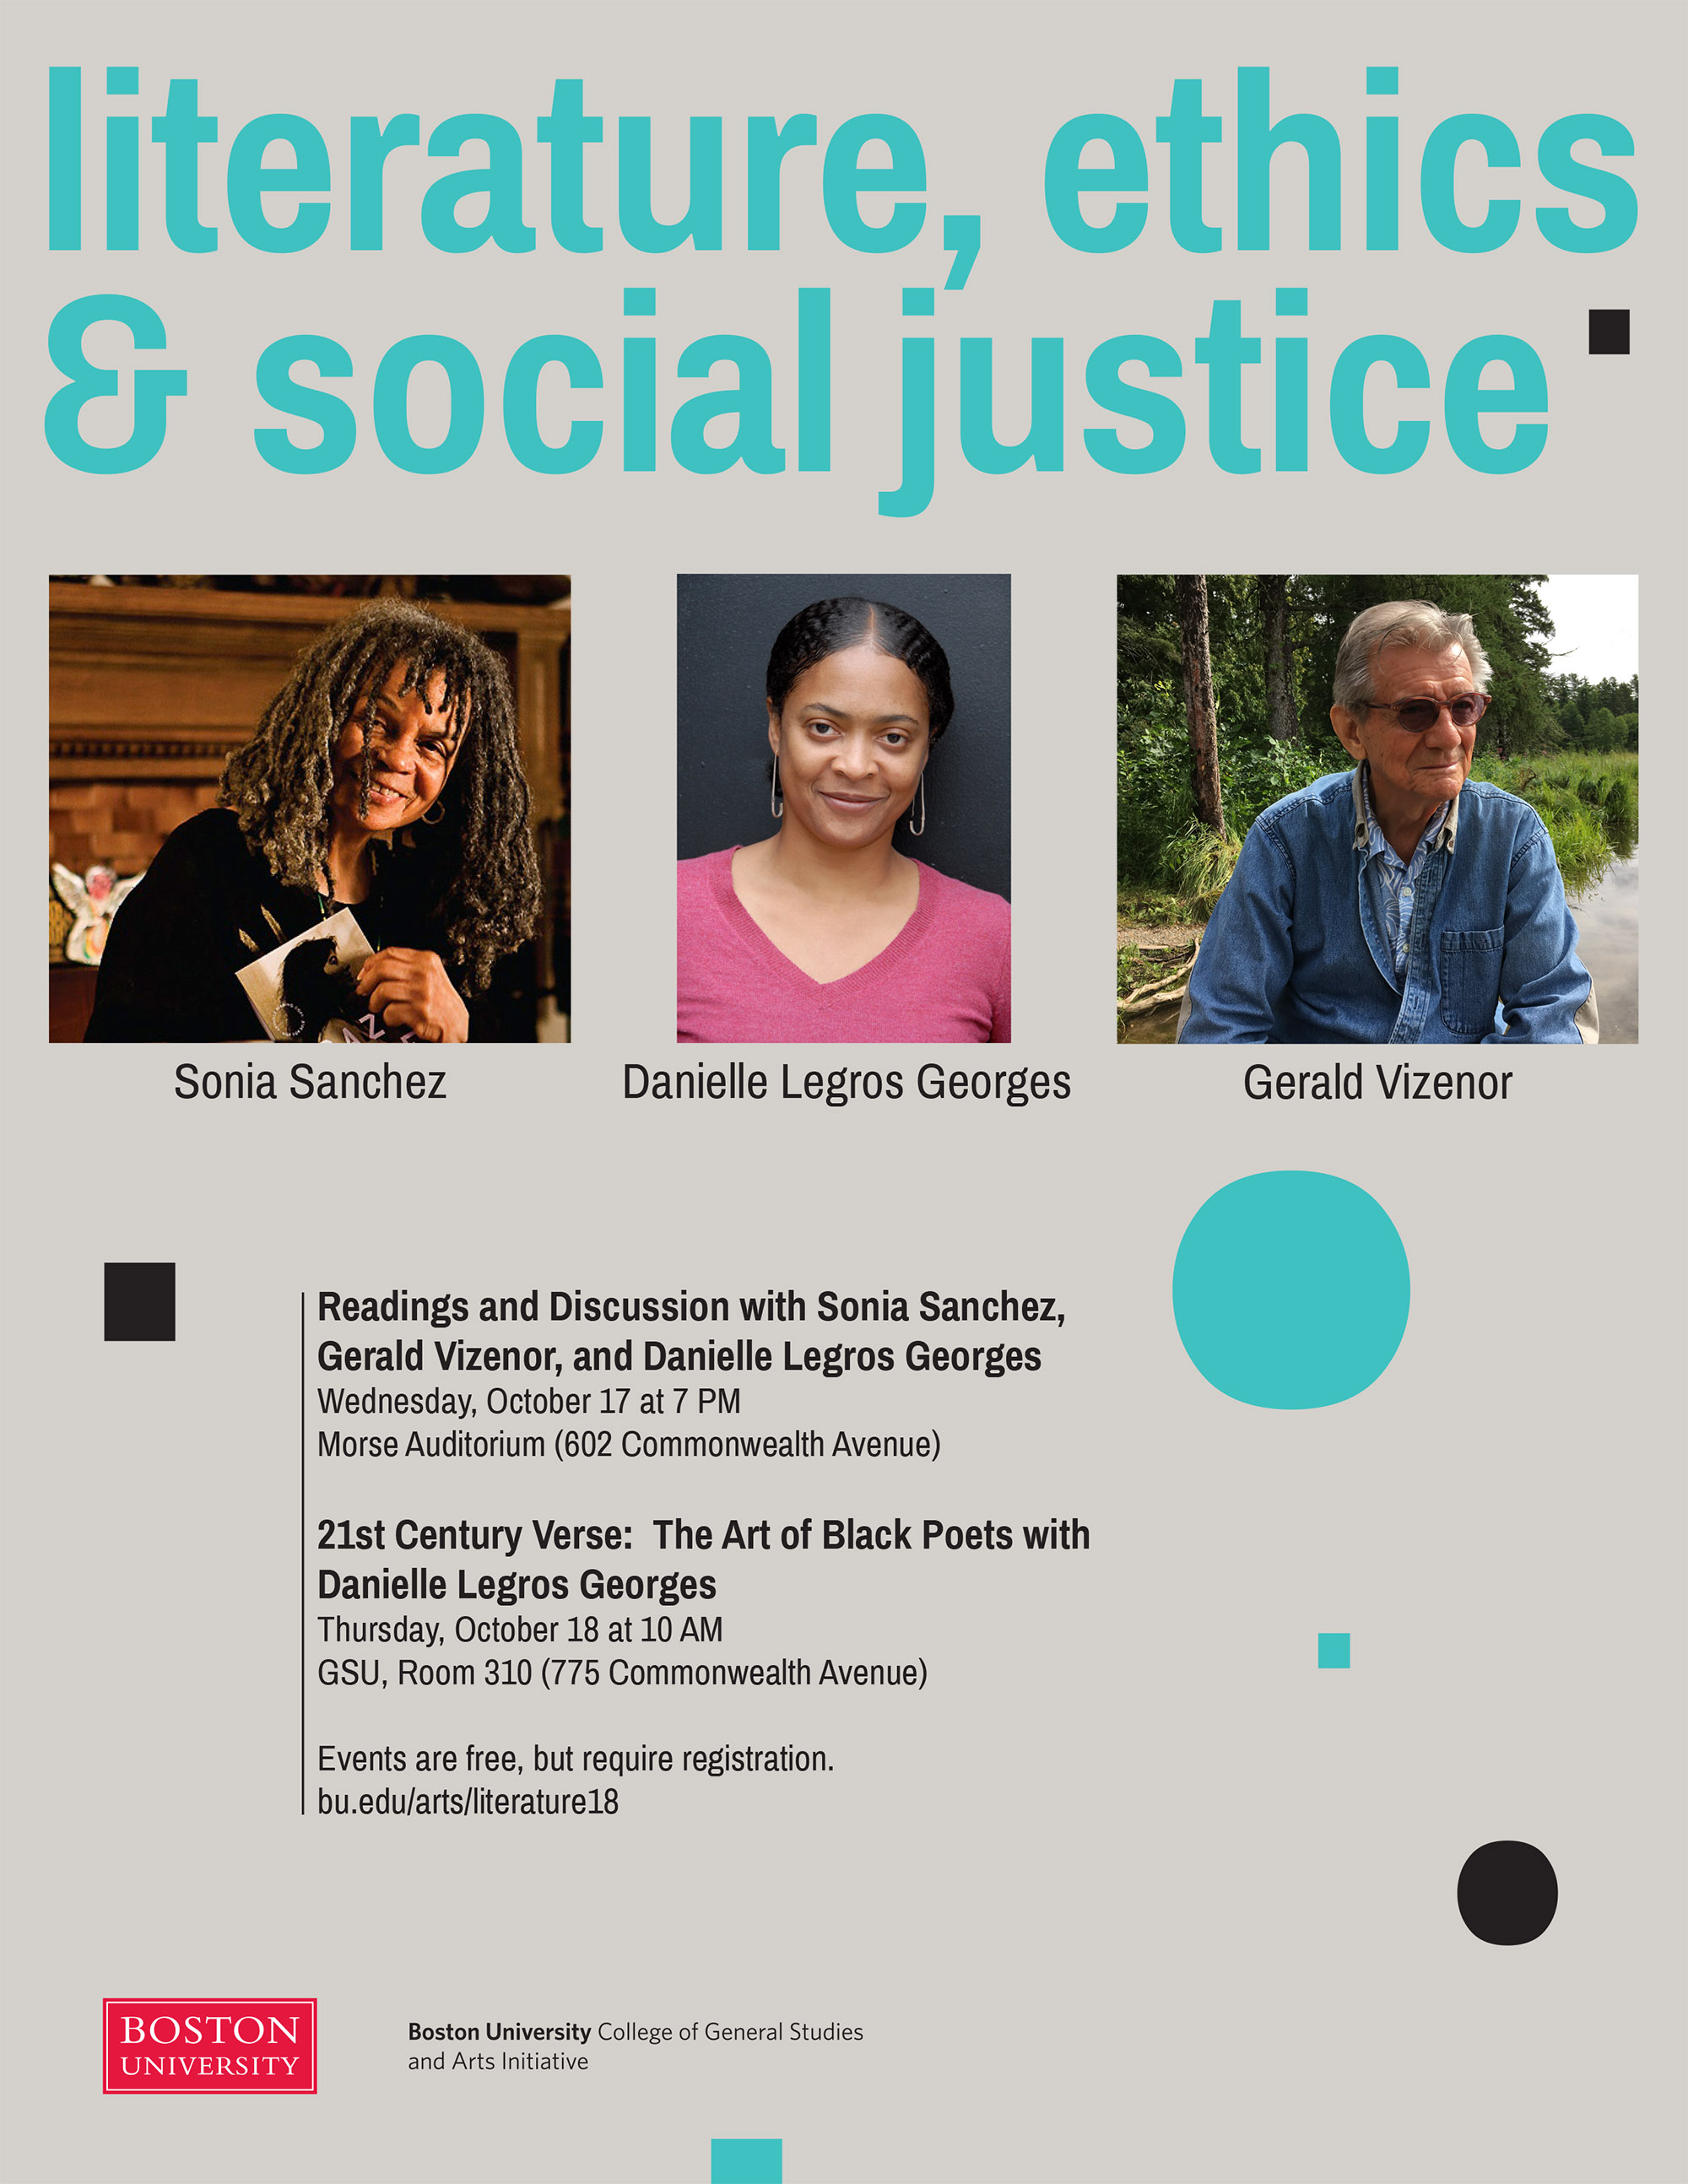 literature, ethics
& social justice
Sonia Sanchez
Danielle Legros Georges
Gerald Vizenor
Readings and Discussion with Sonia Sanchez,
Gerald Vizenor, and Danielle Legros Georges
Wednesday, October 17 at 7 PM
Morse Auditorium (602 Commonwealth Avenue)
21st Century Verse:  The Art of Black Poets with
Danielle Legros Georges
Thursday, October 18 at 10 AM
GSU, Room 310 (775 Commonwealth Avenue)
Events are free, but require registration.
bu.edu/arts/literature18
BOSTON
UNIVERSITY
Boston University College of General Studies
and Arts Initiative